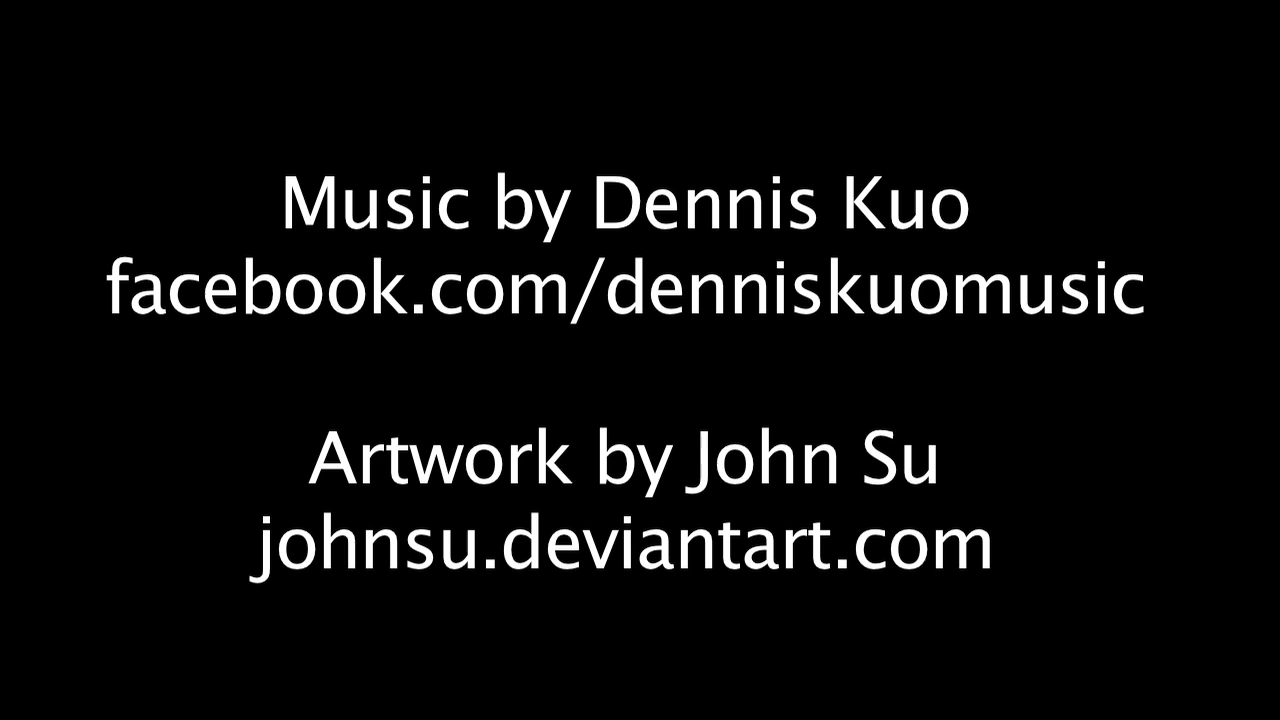 Music by Dennis Kuo
facebook.com/denniskuomusic
Artwork by John Su
johnsu.deviantart.com